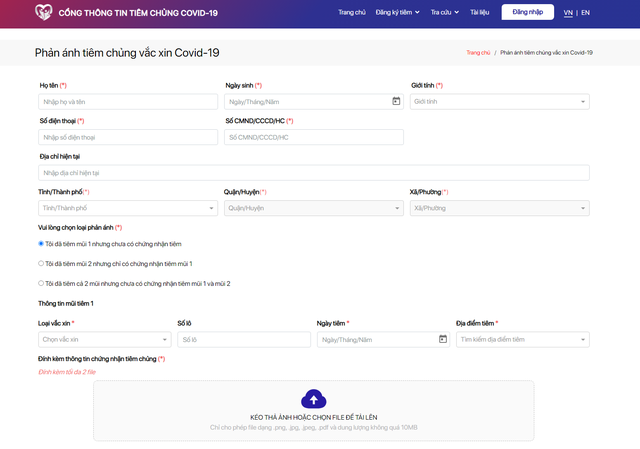 CỔNG THÔNG TIN TIÊM CHỦNG COVID-19
Trang chủ Đăng ký tiêm Tra cứu Tài liệu Đăng nhập VN | EN
Phản ánh tiêm chủng vắc xin Covid-19
Trang chủ / Phản ánh tiêm chủng vắc xin Covid-19
Họ tên (*) Ngày sinh (*) Giới tính (*)
Nhập họ và tên Ngày/Tháng/Năm Giới tính
Số điện thoại (*) Số CMND/CCCD/HC (*)
Nhập số điện thoại Số CMND/CCCD/HC
Địa chỉ hiện tại
Nhập địa chỉ hiện tại
Tỉnh/Thành phố(*) Quận/Huyện(*) Xã/Phường(*)
Tỉnh/Thành phố Quận/Huyện Xã/Phường
Vui lòng chọn loại phản ánh (*)
Tôi đã tiêm mũi 1 nhưng chưa có chứng nhận tiêm
Tôi đã tiêm mũi 2 nhưng chỉ có chứng nhận tiêm mũi 1
Tôi đã tiêm cả 2 mũi nhưng chưa có chứng nhận tiêm mũi 1 và mũi 2
Thông tin mũi tiêm 1
Loại vắc xin * Số lô Ngày tiêm * Địa điểm tiêm *
Chọn vắc xin Số lô Ngày/Tháng/Năm Tìm kiếm địa điểm tiêm
Đính kèm thông tin chứng nhận tiêm chủng (*)
Đính kèm tối đa 2 file
KÉO THẢ ẢNH HOẶC CHỌN FILE ĐỂ TẢI LÊN
Chỉ cho phép file dạng .png, .jpg, .jpeg, .pdf và dung lượng không quá 10MB